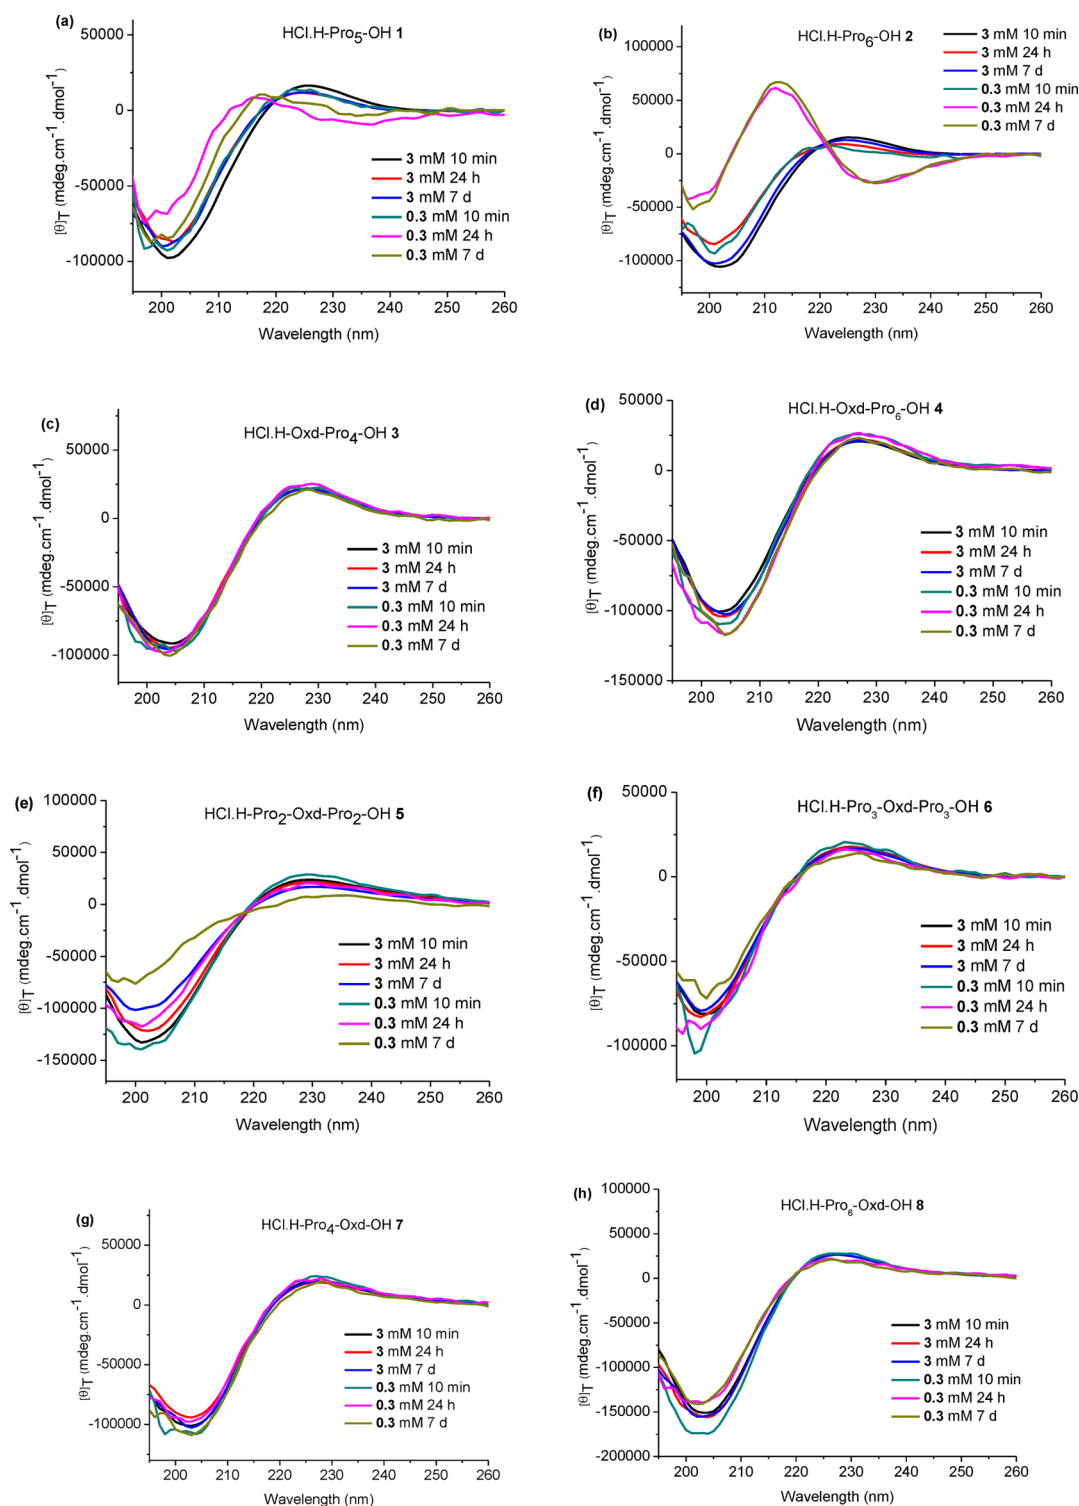 (a)
HCl.H-Pro5-OH 1
50000
0
-50000
-100000
[θ]T (mdeg.cm-1.dmol-1)
3 mM 10 min
3 mM 24 h
3 mM 7 d
0.3 mM 10 min
0.3 mM 24 h
0.3 mM 7 d
200 210 220 230 240 250 260
Wavelength (nm)
(b)
HCl.H-Pro6-OH 2
100000
50000
0
-50000
-100000
[θ]T (mdeg.cm-1.dmol-1)
3 mM 10 min
3 mM 24 h
3 mM 7 d
0.3 mM 10 min
0.3 mM 24 h
0.3 mM 7 d
200 210 220 230 240 250 260
Wavelength (nm)
(c)
HCl.H-Oxd-Pro4-OH 3
50000
0
-50000
-100000
[θ]T (mdeg.cm-1.dmol-1)
3 mM 10 min
3 mM 24 h
3 mM 7 d
0.3 mM 10 min
0.3 mM 24 h
0.3 mM 7 d
200 210 220 230 240 250 260
Wavelength (nm)
(d)
HCl.H-Oxd-Pro6-OH 4
50000
0
-50000
-100000
-150000
[θ]T (mdeg.cm-1.dmol-1)
3 mM 10 min
3 mM 24 h
3 mM 7 d
0.3 mM 10 min
0.3 mM 24 h
0.3 mM 7 d
200 210 220 230 240 250 260
Wavelength (nm)
(e)
HCl.H-Pro2-Oxd-Pro2-OH 5
100000
50000
0
-50000
-100000
-150000
[θ]T (mdeg.cm-1.dmol-1)
3 mM 10 min
3 mM 24 h
3 mM 7 d
0.3 mM 10 min
0.3 mM 24 h
0.3 mM 7 d
200 210 220 230 240 250 260
Wavelength (nm)
(f)
HCl.H-Pro3-Oxd-Pro3-OH 6
50000
0
-50000
-100000
[θ]T (mdeg.cm-1.dmol-1)
3 mM 10 min
3 mM 24 h
3 mM 7 d
0.3 mM 10 min
0.3 mM 24 h
0.3 mM 7 d
200 210 220 230 240 250 260
Wavelength (nm)
(g)
HCl.H-Pro4-Oxd-OH 7
50000
0
-50000
-100000
[θ]T (mdeg.cm-1.dmol-1)
3 mM 10 min
3 mM 24 h
3 mM 7 d
0.3 mM 10 min
0.3 mM 24 h
0.3 mM 7 d
200 210 220 230 240 250 260
Wavelength (nm)
(h)
HCl.H-Pro6-Oxd-OH 8
100000
50000
0
-50000
-100000
-150000
-200000
[θ]T (mdeg.cm-1.dmol-1)
3 mM 10 min
3 mM 24 h
3 mM 7 d
0.3 mM 10 min
0.3 mM 24 h
0.3 mM 7 d
200 210 220 230 240 250 260
Wavelength (nm)